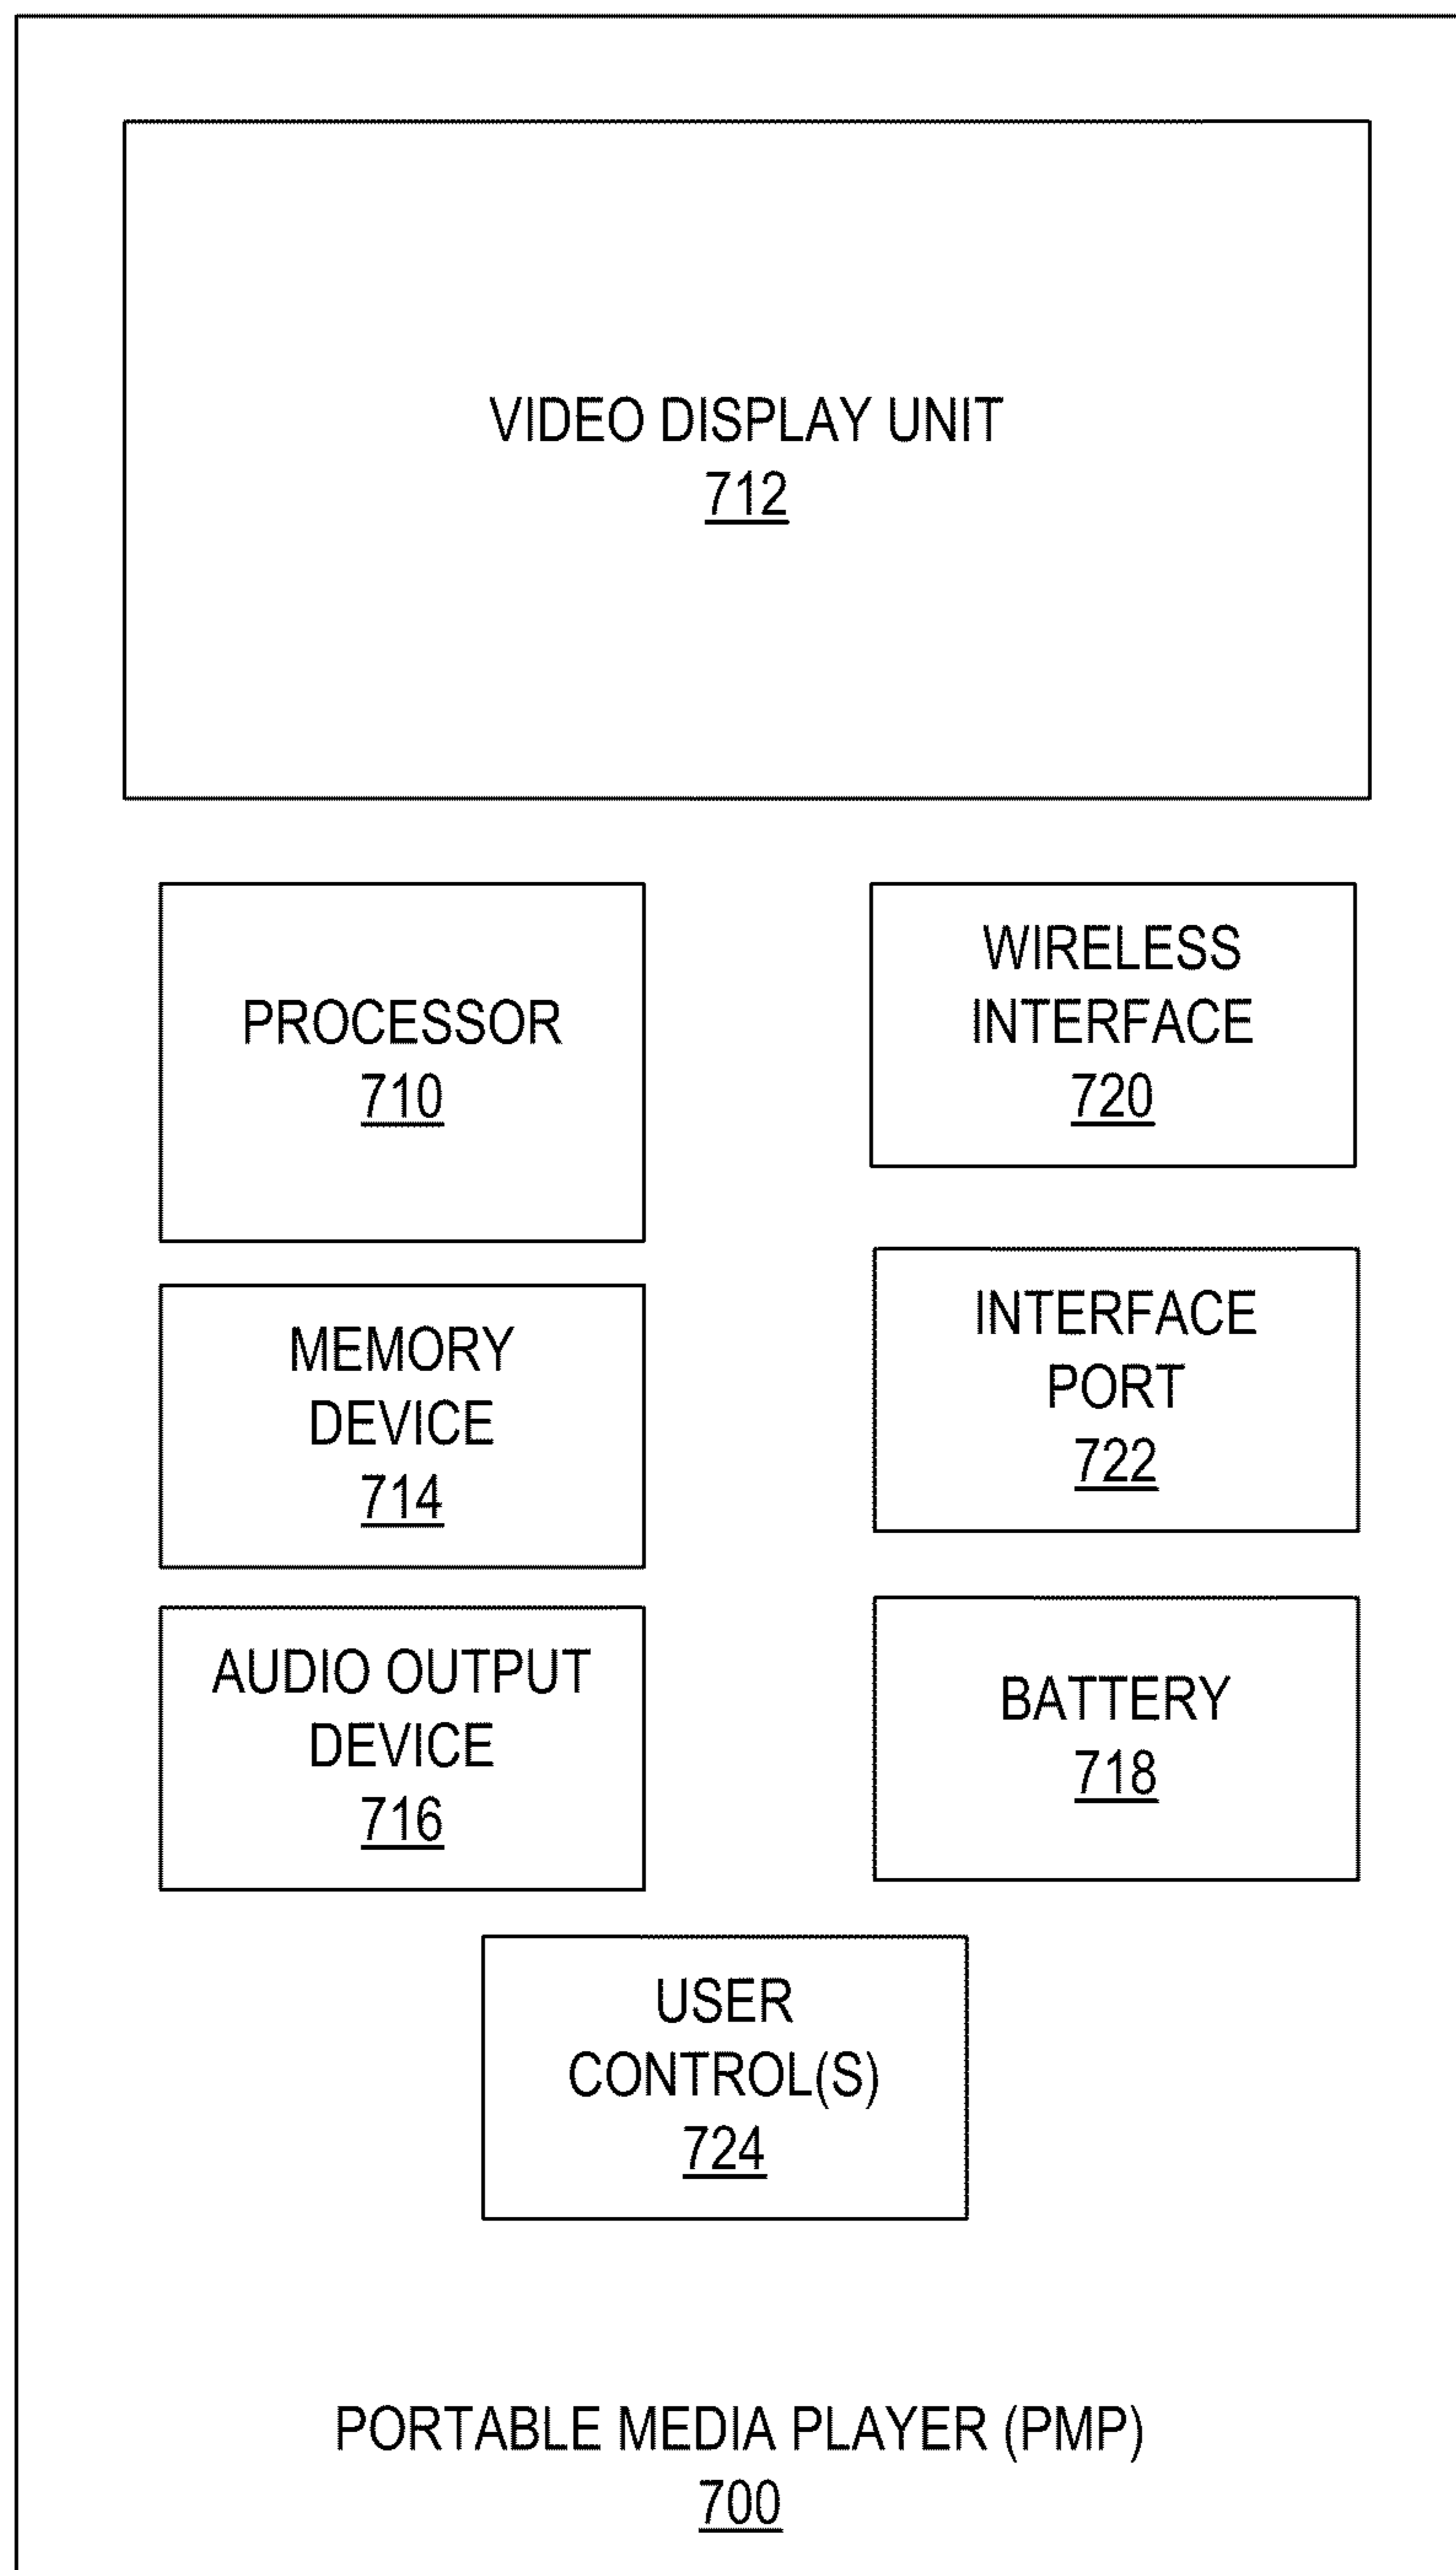 VIDEO DISPLAY UNIT
712
PROCESSOR
710
WIRELESS
INTERFACE
720
MEMORY
DEVICE
714
INTERFACE
PORT
722
AUDIO OUTPUT
DEVICE
716
BATTERY
718
USER
CONTROL(S)
724
PORTABLE MEDIA PLAYER (PMP)
700